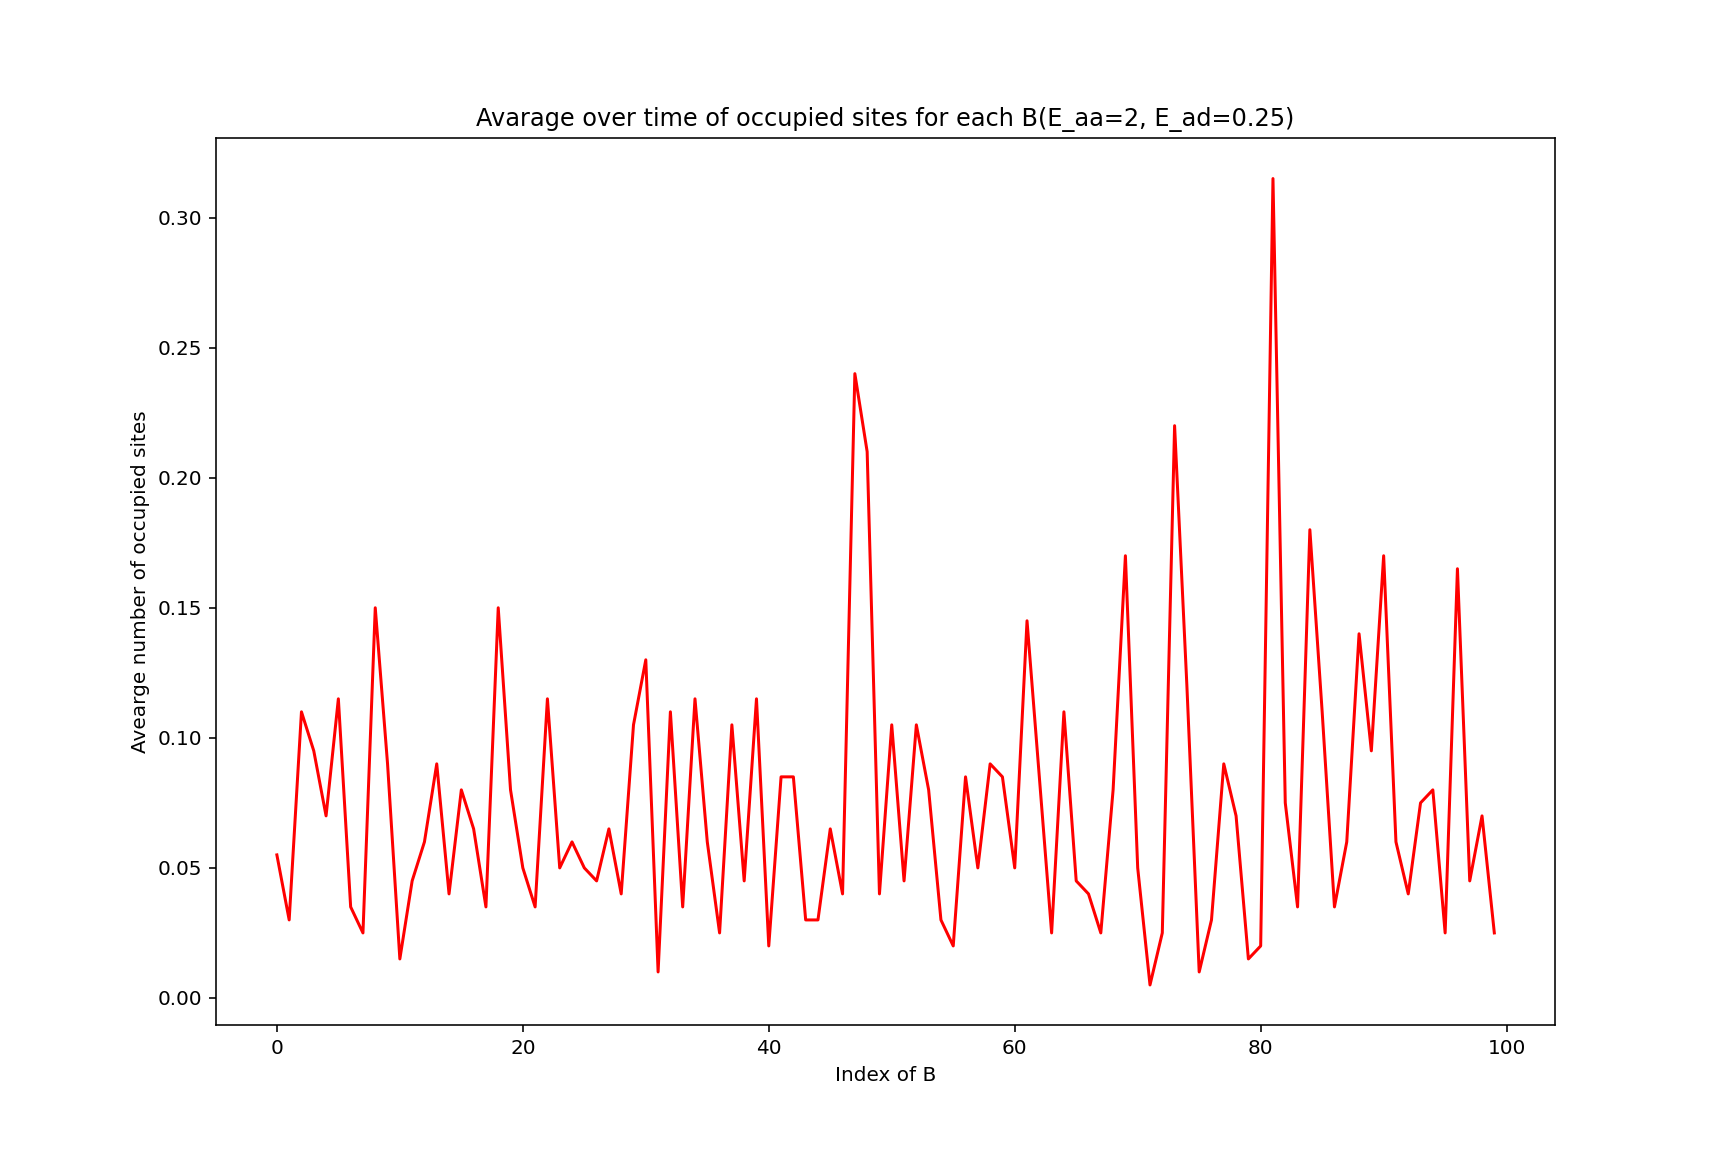 Avarage over time of occupied sites for each B(E_aa=2, E_ad=0.25)
Avearge number of occupied sites
0.30
0.25
0.20
0.15
0.10
0.05
0.00
0 20 40 60 80 100
Index of B